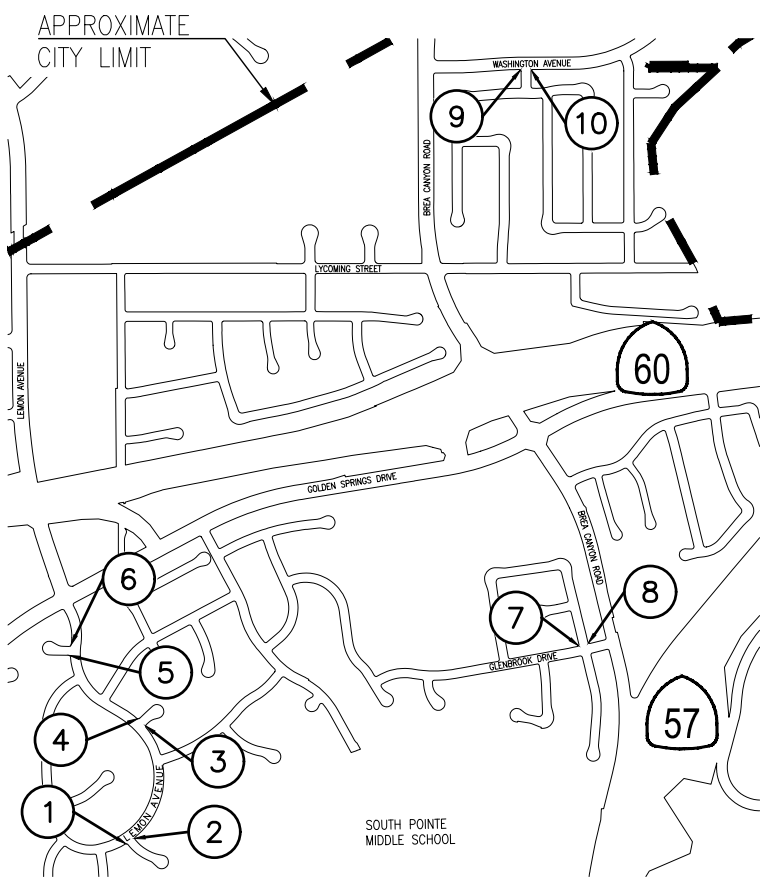 APPROXIMATE
CITY LIMIT
WASHINGTON AVENUE
9
10
BREA CANYON ROAD
LYCOMING STREET
60
LEMON AVENUE
GOLDEN SPRINGS DRIVE
BREA CANYON ROAD
6
8
7
5
GLENBROOK DRIVE
57
4
3
LEMON AVENUE
1
2
SOUTH POINTE
MIDDLE SCHOOL